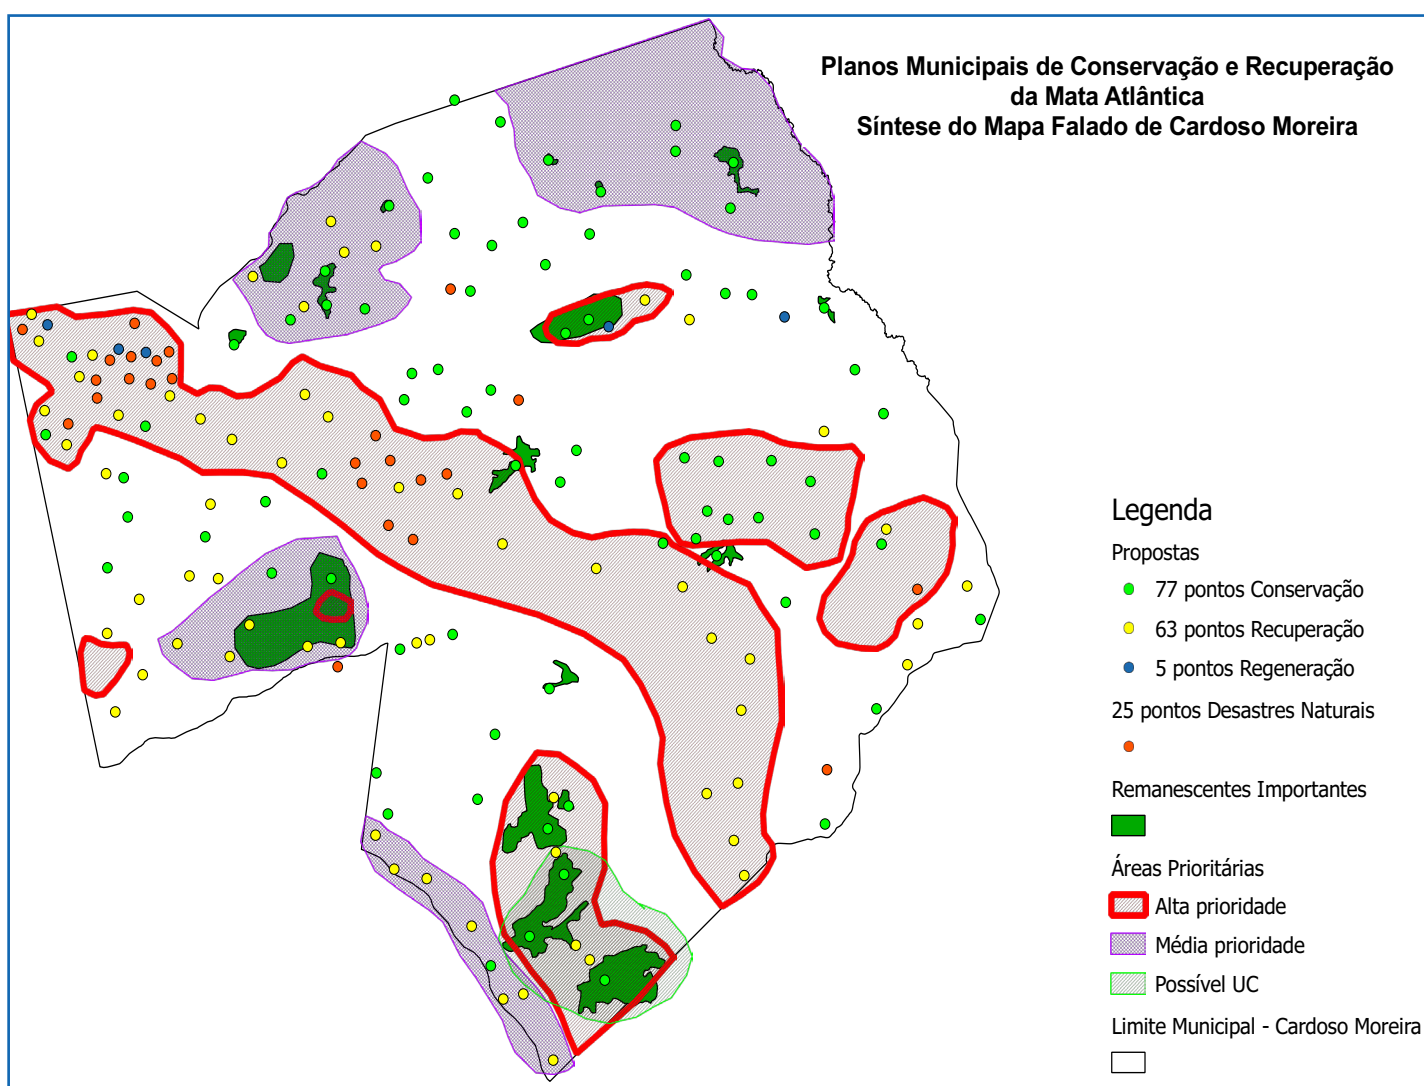 Planos Municipais de Conservação e Recuperação
da Mata Atlântica
Síntese do Mapa Falado de Cardoso Moreira
Legenda
Propostas
77 pontos Conservação
63 pontos Recuperação
5 pontos Regeneração
25 pontos Desastres Naturais
Remanescentes Importantes
Áreas Prioritárias
Alta prioridade
Média prioridade
Possível UC
Limite Municipal - Cardoso Moreira